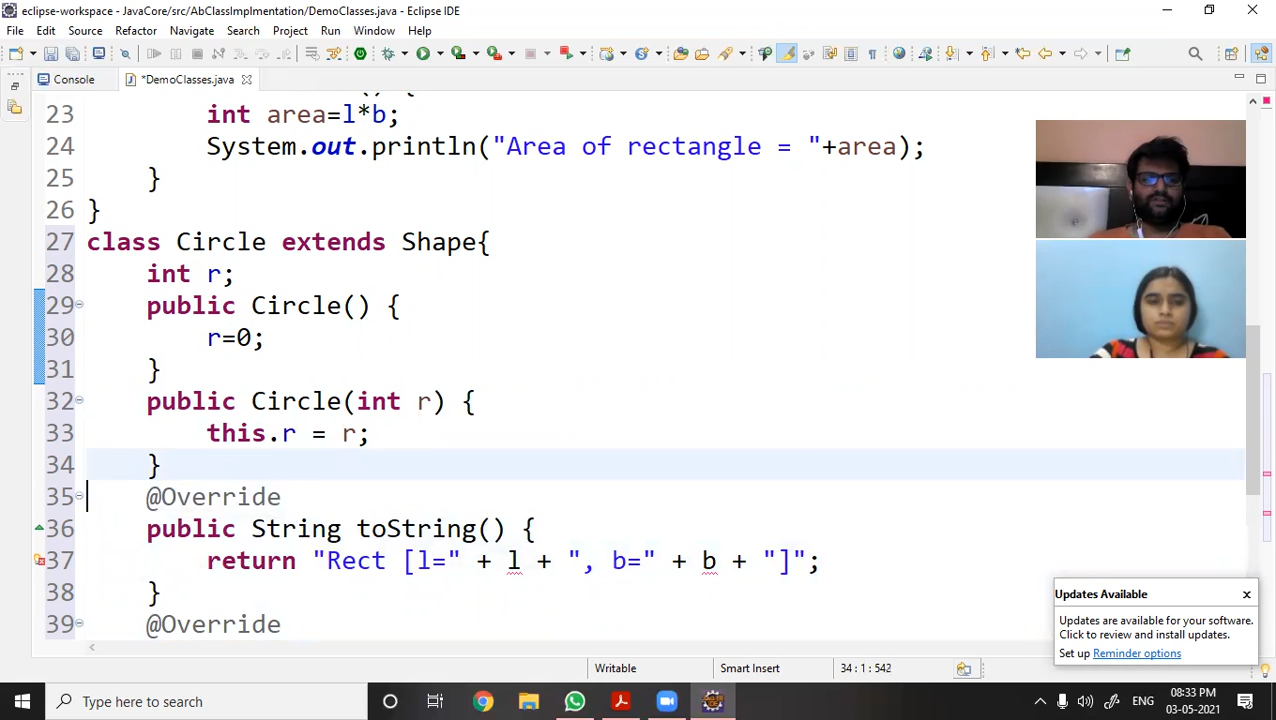 eclipse-workspace - JavaCore/src/AbClassImplmentation/DemoClasses.java - Eclipse IDE
File Edit Source Refactor Navigate Search Project Run Window Help
Console
*DemoClasses.java
23 int area=l*b;
24 System.out.println("Area of rectangle = "+area);
25 }
26 }
27 class Circle extends Shape{
28 int r;
29 public Circle() {
30 r=0;
31 }
32 public Circle(int r) {
33 this.r = r;
34 }
35 @Override
36 public String toString() {
37 return "Rect [l=" + l + ", b=" + b + "]";
38 }
39 @Override
Updates Available
Updates are available for your software.
Click to review and install updates.
Set up Reminder options
Writable Smart Insert 34 : 1 : 542
Type here to search
ENG
08:33 PM
03-05-2021